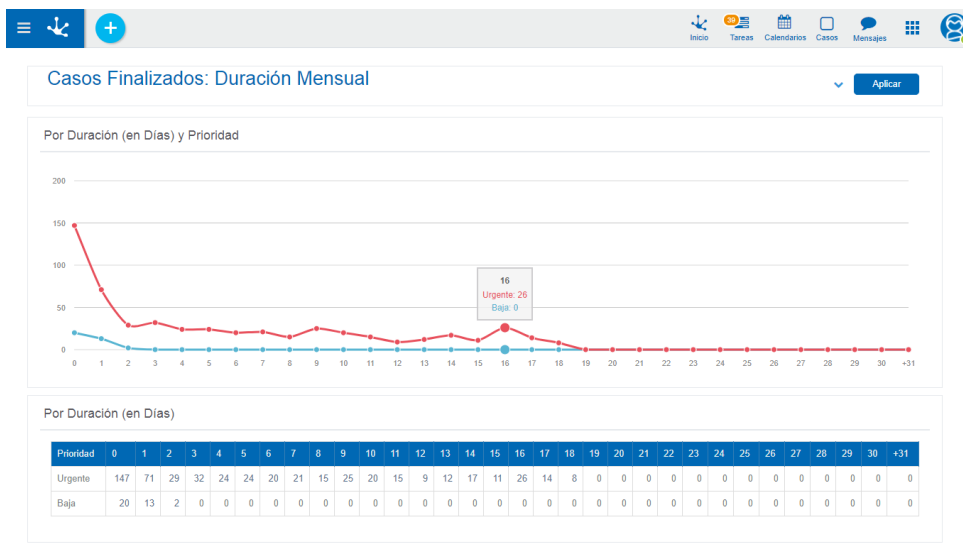 39
Inicio Tareas Calendarios Casos Mensajes
Casos Finalizados: Duración Mensual
Aplicar
Por Duración (en Días) y Prioridad
200
150
100
50
0
16
Urgente: 26
Baja: 0
0 1 2 3 4 5 6 7 8 9 10 11 12 13 14 15 16 17 18 19 20 21 22 23 24 25 26 27 28 29 30 +31
Por Duración (en Días)
Prioridad 0 1 2 3 4 5 6 7 8 9 10 11 12 13 14 15 16 17 18 19 20 21 22 23 24 25 26 27 28 29 30 +31
Urgente 147 71 29 32 24 24 20 21 15 25 20 15 9 12 17 11 26 14 8 0 0 0 0 0 0 0 0 0 0 0 0 0
Baja 20 13 2 0 0 0 0 0 0 0 0 0 0 0 0 0 0 0 0 0 0 0 0 0 0 0 0 0 0 0 0 0